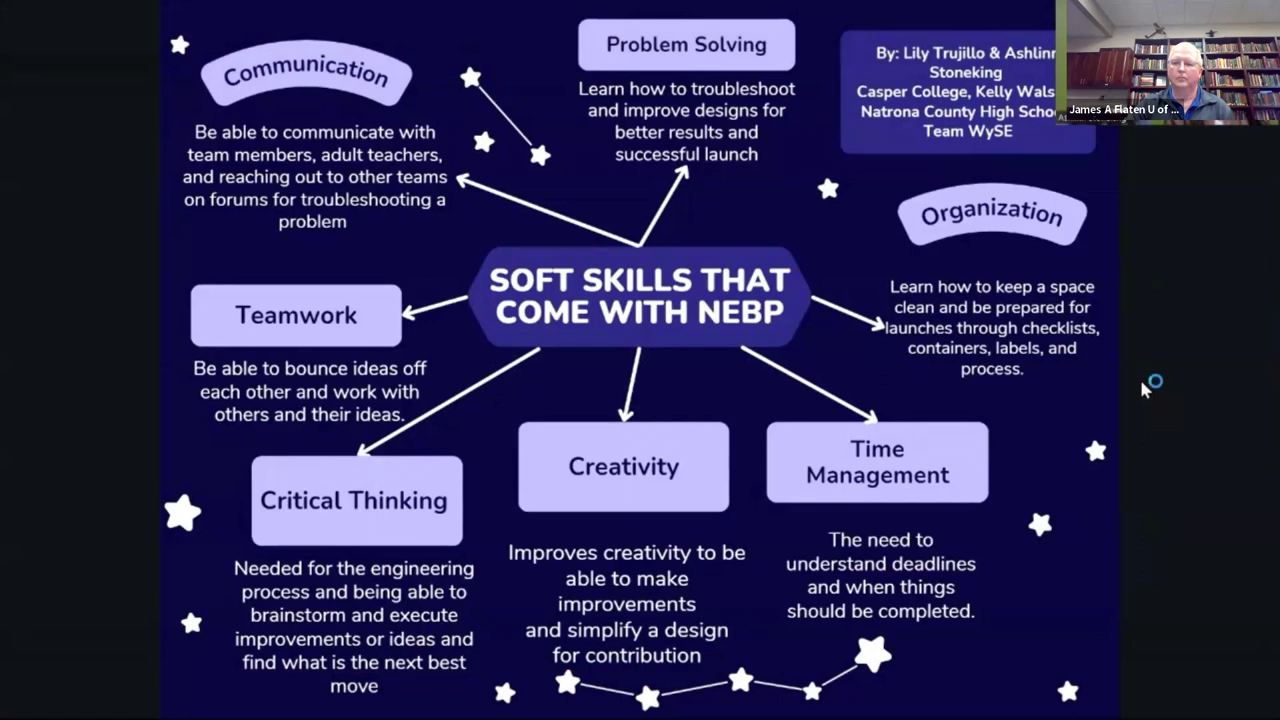 Communication
Be able to communicate with
team members, adult teachers,
and reaching out to other teams
on forums for troubleshooting a
problem
Problem Solving
Learn how to troubleshoot
and improve designs for
better results and
successful launch
By: Lily Trujillo & Ashlinn
Stoneking
Casper College, Kelly Wals
Natrona County High Schoo
Team WySE
James A Flaten U of ...
Organization
Learn how to keep a space
clean and be prepared for
launches through checklists,
containers, labels, and
process.
SOFT SKILLS THAT
COME WITH NEBP
Teamwork
Be able to bounce ideas off
each other and work with
others and their ideas.
Critical Thinking
Needed for the engineering
process and being able to
brainstorm and execute
improvements or ideas and
find what is the next best
move
Creativity
Improves creativity to be
able to make
improvements
and simplify a design
for contribution
Time
Management
The need to
understand deadlines
and when things
should be completed.